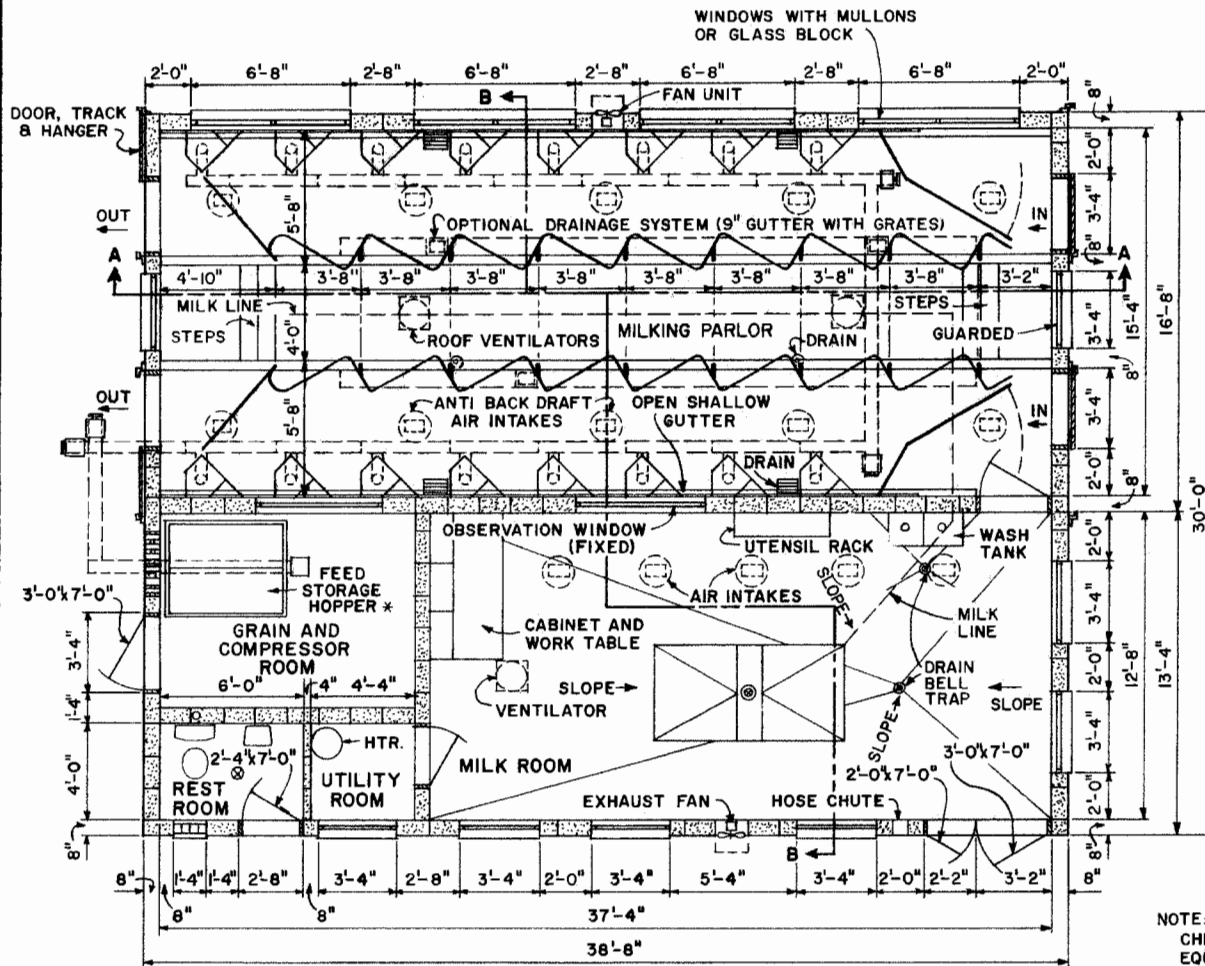 WINDOWS WITH MULLONS
OR GLASS BLOCK
2'-0" 6'-8" 2'-8" 6'-8" 2'-8" 6'-8" 2'-8" 6'-8" 2'-0"
DOOR, TRACK
& HANGER
B
FAN UNIT
8"
2'-0"
3'-4"
8"
OUT
5'-8"
OPTIONAL DRAINAGE SYSTEM (9" GUTTER WITH GRATES)
IN
A
4'-10" 3'-8" 3'-8" 3'-8" 3'-8" 3'-8" 3'-8" 3'-8" 3'-2"
A
MILK LINE
STEPS
STEPS
4'-0"
ROOF VENTILATORS
MILKING PARLOR
DRAIN
GUARDED
3'-4"
15'-4"
16'-8"
8"
OUT
5'-8"
ANTI BACK DRAFT
AIR INTAKES
OPEN SHALLOW
GUTTER
IN
3'-4"
DRAIN
2'-0"
8"
30'-0"
OBSERVATION WINDOW
(FIXED)
UTENSIL RACK
WASH
TANK
2'-0"
FEED
STORAGE
HOPPER *
AIR INTAKES
SLOPE
MILK
LINE
3'-4"
3'-0"x7'-0"
GRAIN AND
COMPRESSOR
ROOM
CABINET AND
WORK TABLE
3'-4"
2'-0"
12'-8"
13'-4"
6'-0" 4" 4'-4"
1'-4"
SLOPE
VENTILATOR
DRAIN
BELL
TRAP
SLOPE
SLOPE
3'-4"
4'-0"
2'-4"x7'-0"
HTR.
REST
ROOM
UTILITY
ROOM
MILK ROOM
3'-0"x7'-0"
2'-0"x7'-0"
2'-0"
EXHAUST FAN
HOSE CHUTE
8"
B
8"
8" 1'-4" 1'-4" 2'-8" 3'-4" 2'-8" 3'-4" 2'-0" 3'-4" 5'-4" 3'-4" 2'-0" 2'-2" 3'-2" 8"
8"
8"
37'-4"
38'-8"
NOTE:
CHE
EQU